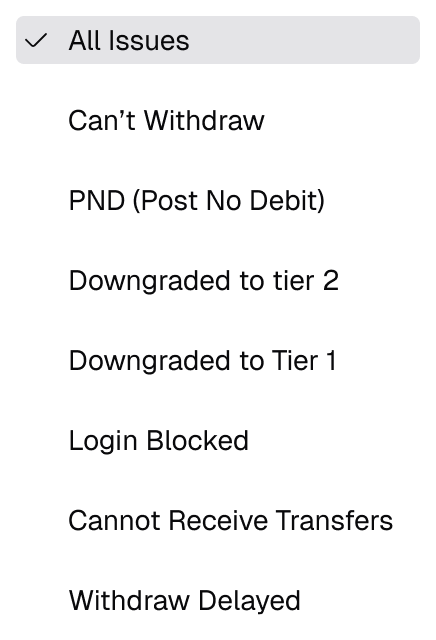 All Issues
Can’t Withdraw
PND (Post No Debit)
Downgraded to tier 2
Downgraded to Tier 1
Login Blocked
Cannot Receive Transfers
Withdraw Delayed